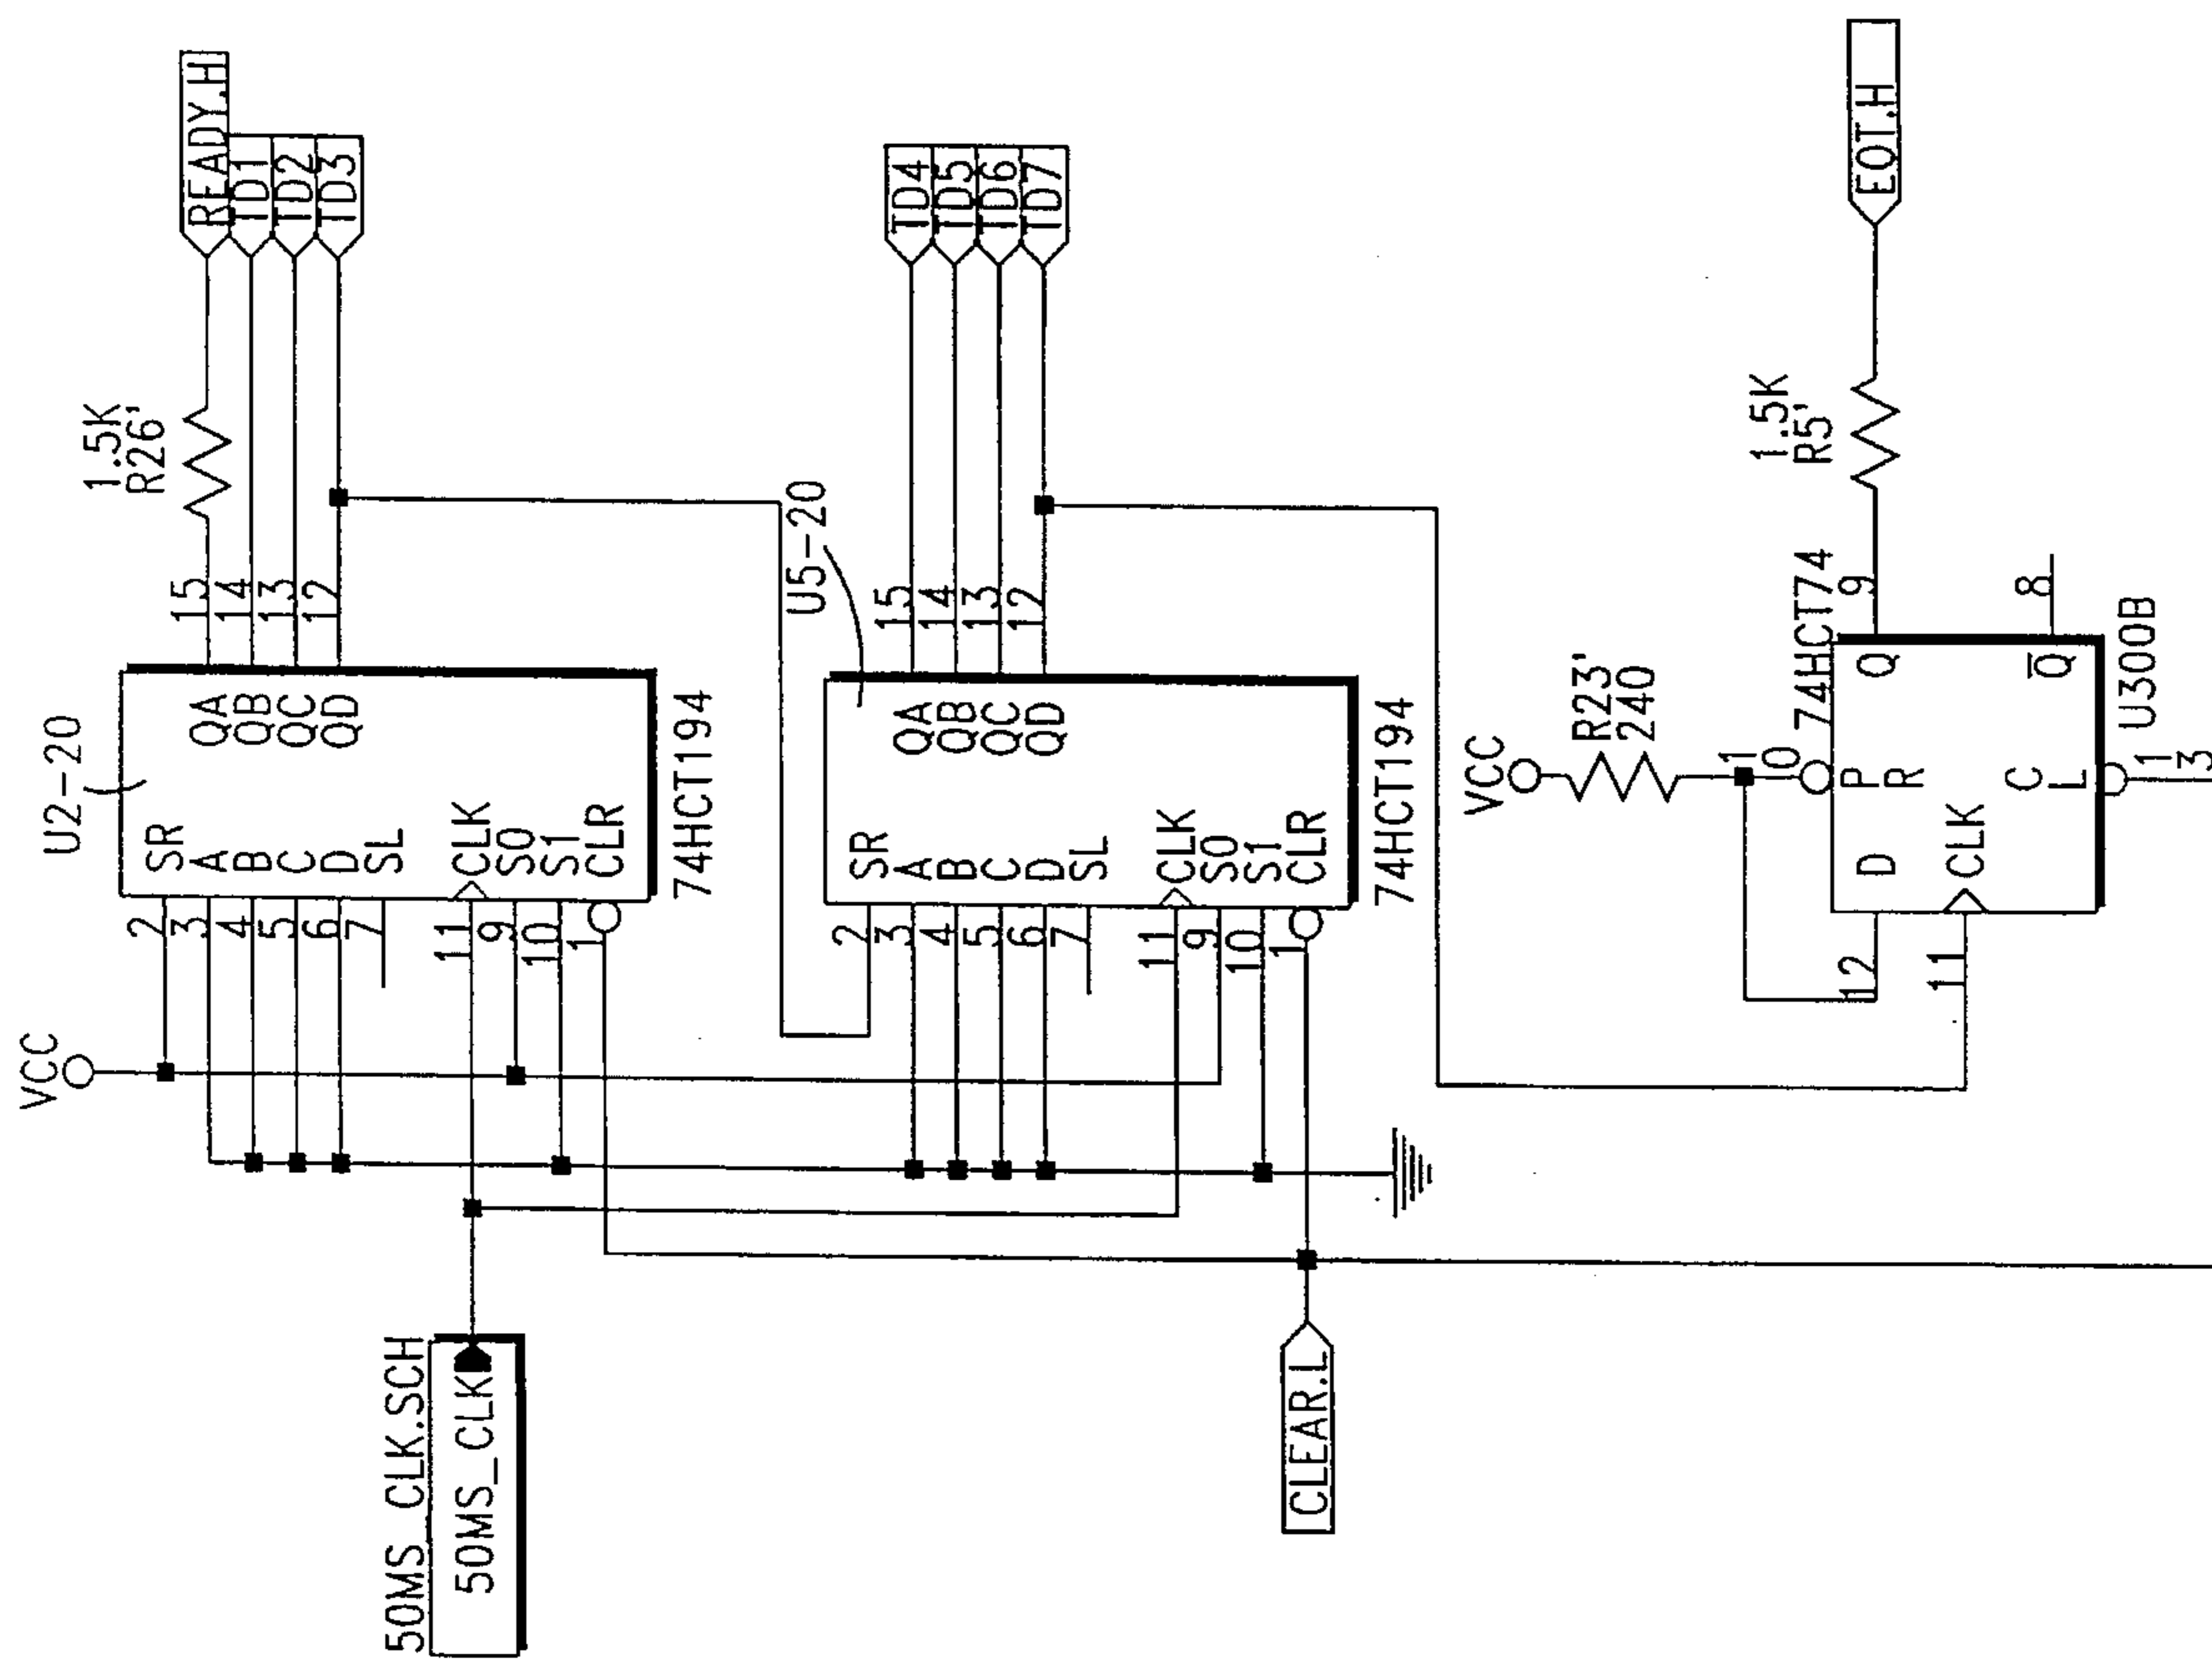 VCC
U2-20
2
3
4
5
6
7
11
9
10
1
SR
A
B
C
D
SL
CLK
S0
S1
CLR
QA
QB
QC
QD
15
14
13
12
74HCT194
1.5K
R26'
READY.H
TD1
TD2
TD3
50MS_CLK.SCH
50MS_CLK
U5-20
2
3
4
5
6
7
11
9
10
1
SR
A
B
C
D
SL
CLK
S0
S1
CLR
QA
QB
QC
QD
15
14
13
12
74HCT194
TD4
TD5
TD6
TD7
CLEAR.L
VCC
R23'
240
10
74HCT74
12
11
D
CLK
PR
CL
Q
Q̅
9
8
13
U300B
1.5K
R5'
EOT.H